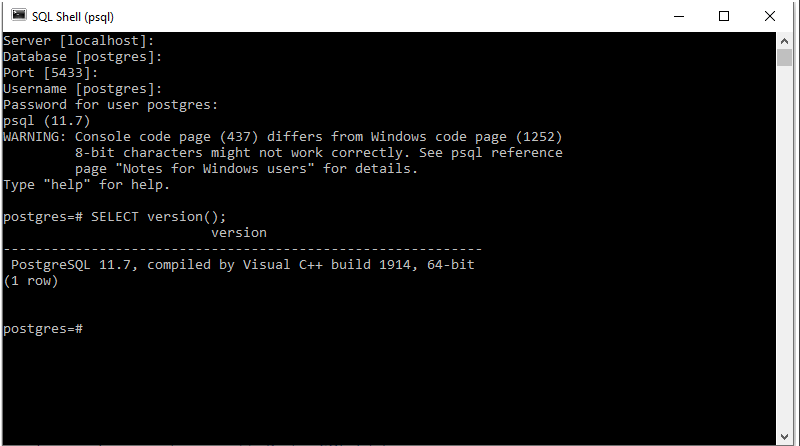 SQL Shell (psql)
Server [localhost]:
Database [postgres]:
Port [5433]:
Username [postgres]:
Password for user postgres:
psql (11.7)
WARNING: Console code page (437) differs from Windows code page (1252)
         8-bit characters might not work correctly. See psql reference
         page "Notes for Windows users" for details.
Type "help" for help.
postgres=# SELECT version();
                          version
------------------------------------------------------------
 PostgreSQL 11.7, compiled by Visual C++ build 1914, 64-bit
(1 row)
postgres=#